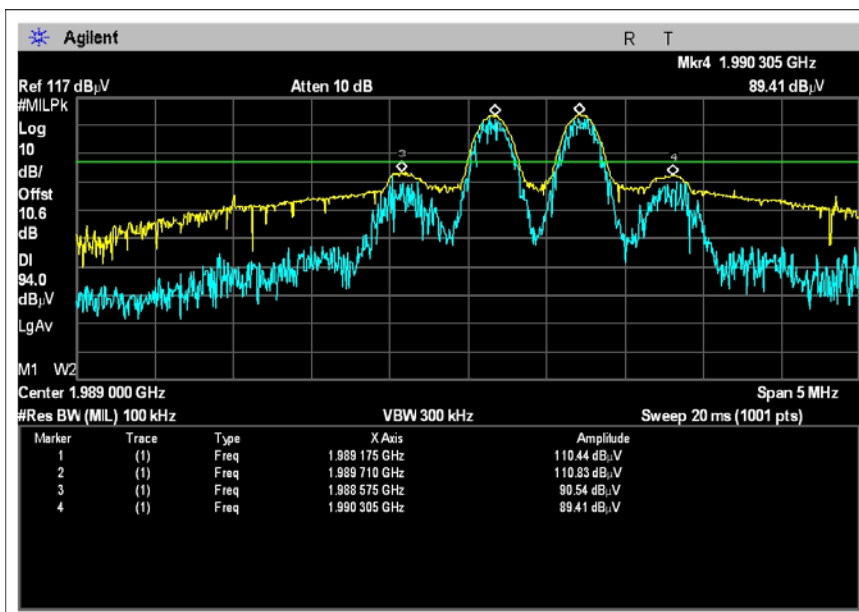 Agilent R T
Mkr4 1.990 305 GHz
Ref 117 dBµV Atten 10 dB 89.41 dBµV
#MILPk
Log
10
dB/
Offst
10.6
dB
DI
94.0
dBµV
LgAv
M1 W2
3
4
Center 1.989 000 GHz Span 5 MHz
#Res BW (MIL) 100 kHz VBW 300 kHz Sweep 20 ms (1001 pts)
Marker Trace Type X Axis Amplitude
1 (1) Freq 1.989 175 GHz 110.44 dBµV
2 (1) Freq 1.989 710 GHz 110.83 dBµV
3 (1) Freq 1.988 575 GHz 90.54 dBµV
4 (1) Freq 1.990 305 GHz 89.41 dBµV